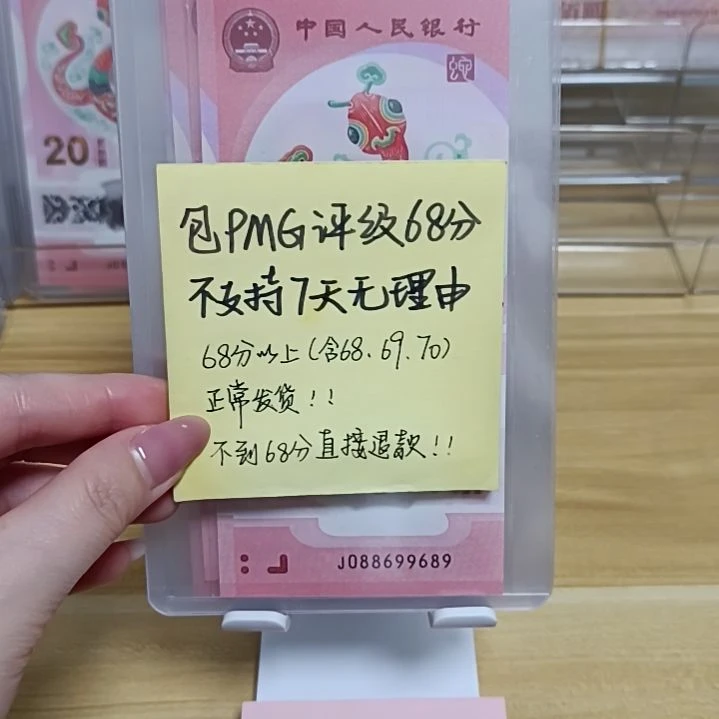 中国人民银行
20
包PMG评级68分
不支持7天无理由
68分以上(含68、69、70)
正常发货!!
不到68分直接退款!!
J088699689